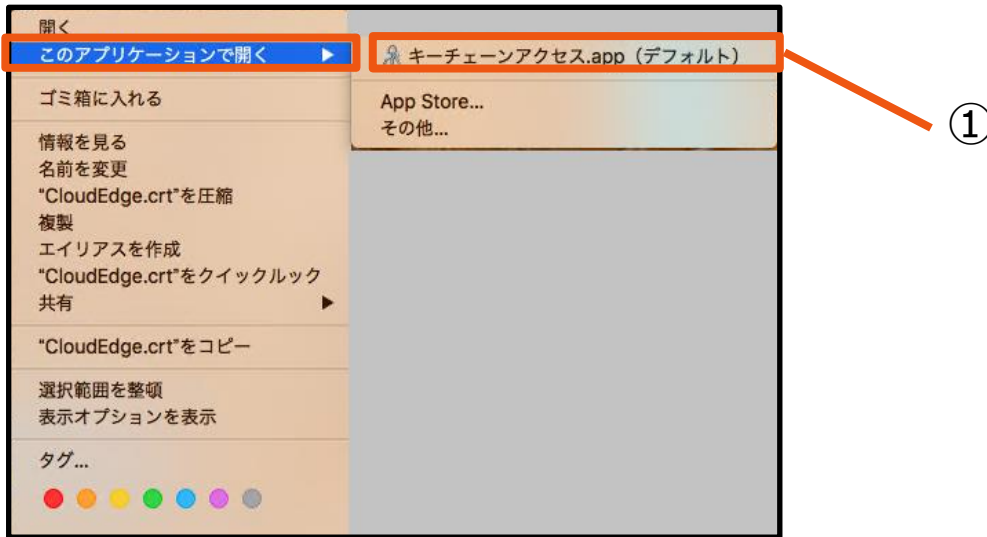 開く
このアプリケーションで開く ▶
キーチェーンアクセス.app（デフォルト）
App Store...
その他...
①
ゴミ箱に入れる
情報を見る
名前を変更
“CloudEdge.crt”を圧縮
複製
エイリアスを作成
“CloudEdge.crt”をクイックルック
共有 ▶
“CloudEdge.crt”をコピー
選択範囲を整頓
表示オプションを表示
タグ...